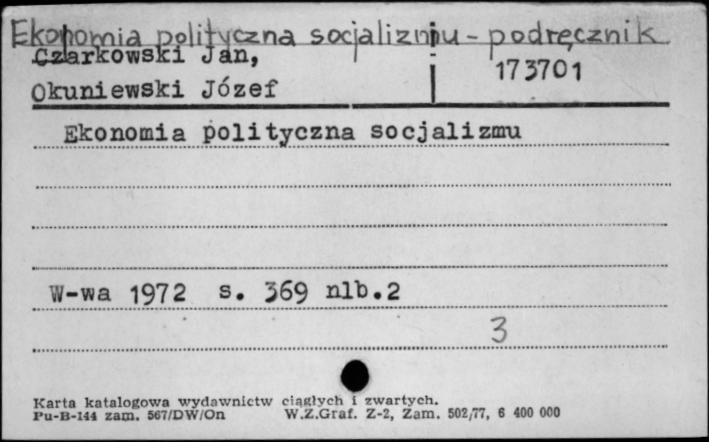 Ekonomia polityczna socjalizmu - podręcznik
Czarkowski Jan,
173701
Okuniewski Józef
Ekonomia polityczna socjalizmu
W-wa 1972 s. 369 nlb.2
3
Karta katalogowa wydawnictw ciągłych i zwartych.
Pu-B-144 zam. 567/DW/On W.Z.Graf. Z-2, Zam. 502,77, 6 400 000